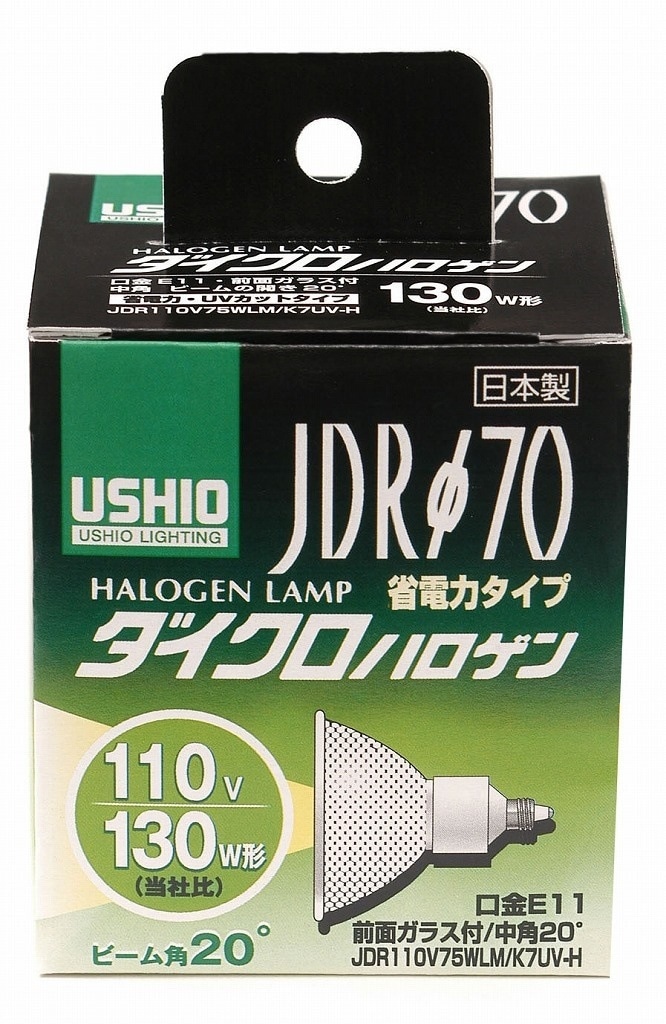 USHIO
USHIO
70
HALOGEN LAMP
ダイクロハロゲン
口金E11・前面ガラス付
中角 ビームの開き20°
省電力・UVカットタイプ
JDR110V75WLM/K7UV-H
130W形
(当社比)
日本製
USHIO
USHIO LIGHTING
JDRφ70
HALOGEN LAMP 省電力タイプ
ダイクロハロゲン
110V
130W形
(当社比)
ビーム角20°
口金E11
前面ガラス付/中角20°
JDR110V75WLM/K7UV-H